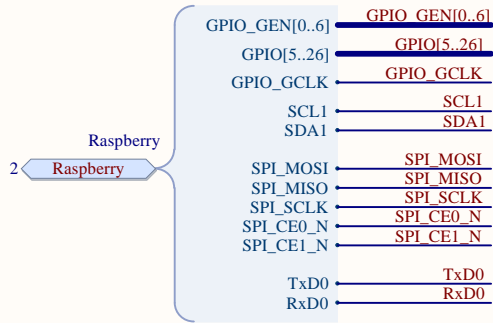 GPIO_GEN[0..6] GPIO_GEN[0..6]
GPIO[5..26] GPIO[5..26]
GPIO_GCLK GPIO_GCLK
SCL1 SCL1
SDA1 SDA1
Raspberry
2 Raspberry
SPI_MOSI SPI_MOSI
SPI_MISO SPI_MISO
SPI_SCLK SPI_SCLK
SPI_CE0_N SPI_CE0_N
SPI_CE1_N SPI_CE1_N
TxD0 TxD0
RxD0 RxD0